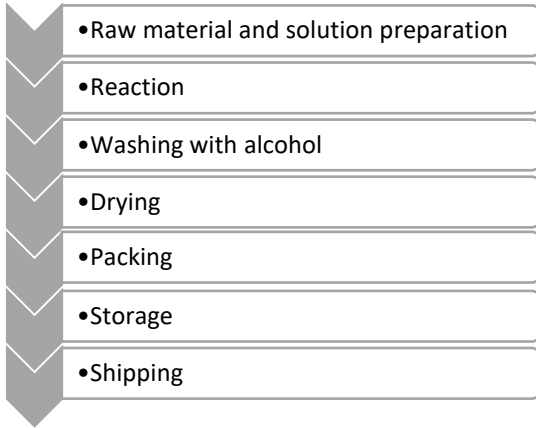 •Raw material and solution preparation
•Reaction
•Washing with alcohol
•Drying
•Packing
•Storage
•Shipping